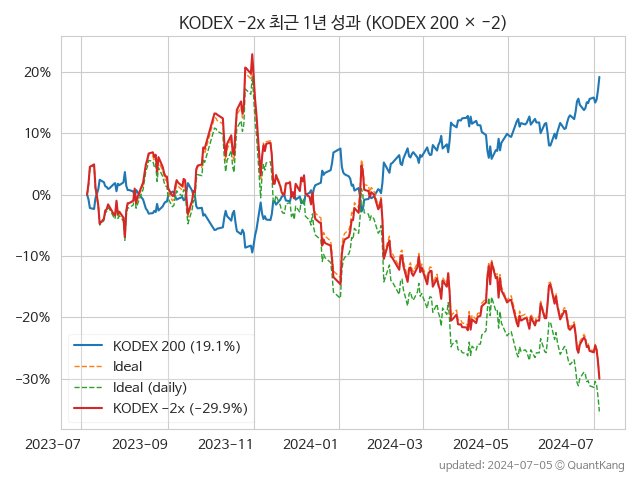 KODEX −2x 최근 1년 성과 (KODEX 200 × −2)
20%
10%
0%
−10%
−20%
−30%
KODEX 200 (19.1%)
Ideal
Ideal (daily)
KODEX −2x (−29.9%)
2023−07 2023−09 2023−11 2024−01 2024−03 2024−05 2024−07
updated: 2024−07−05 © QuantKang